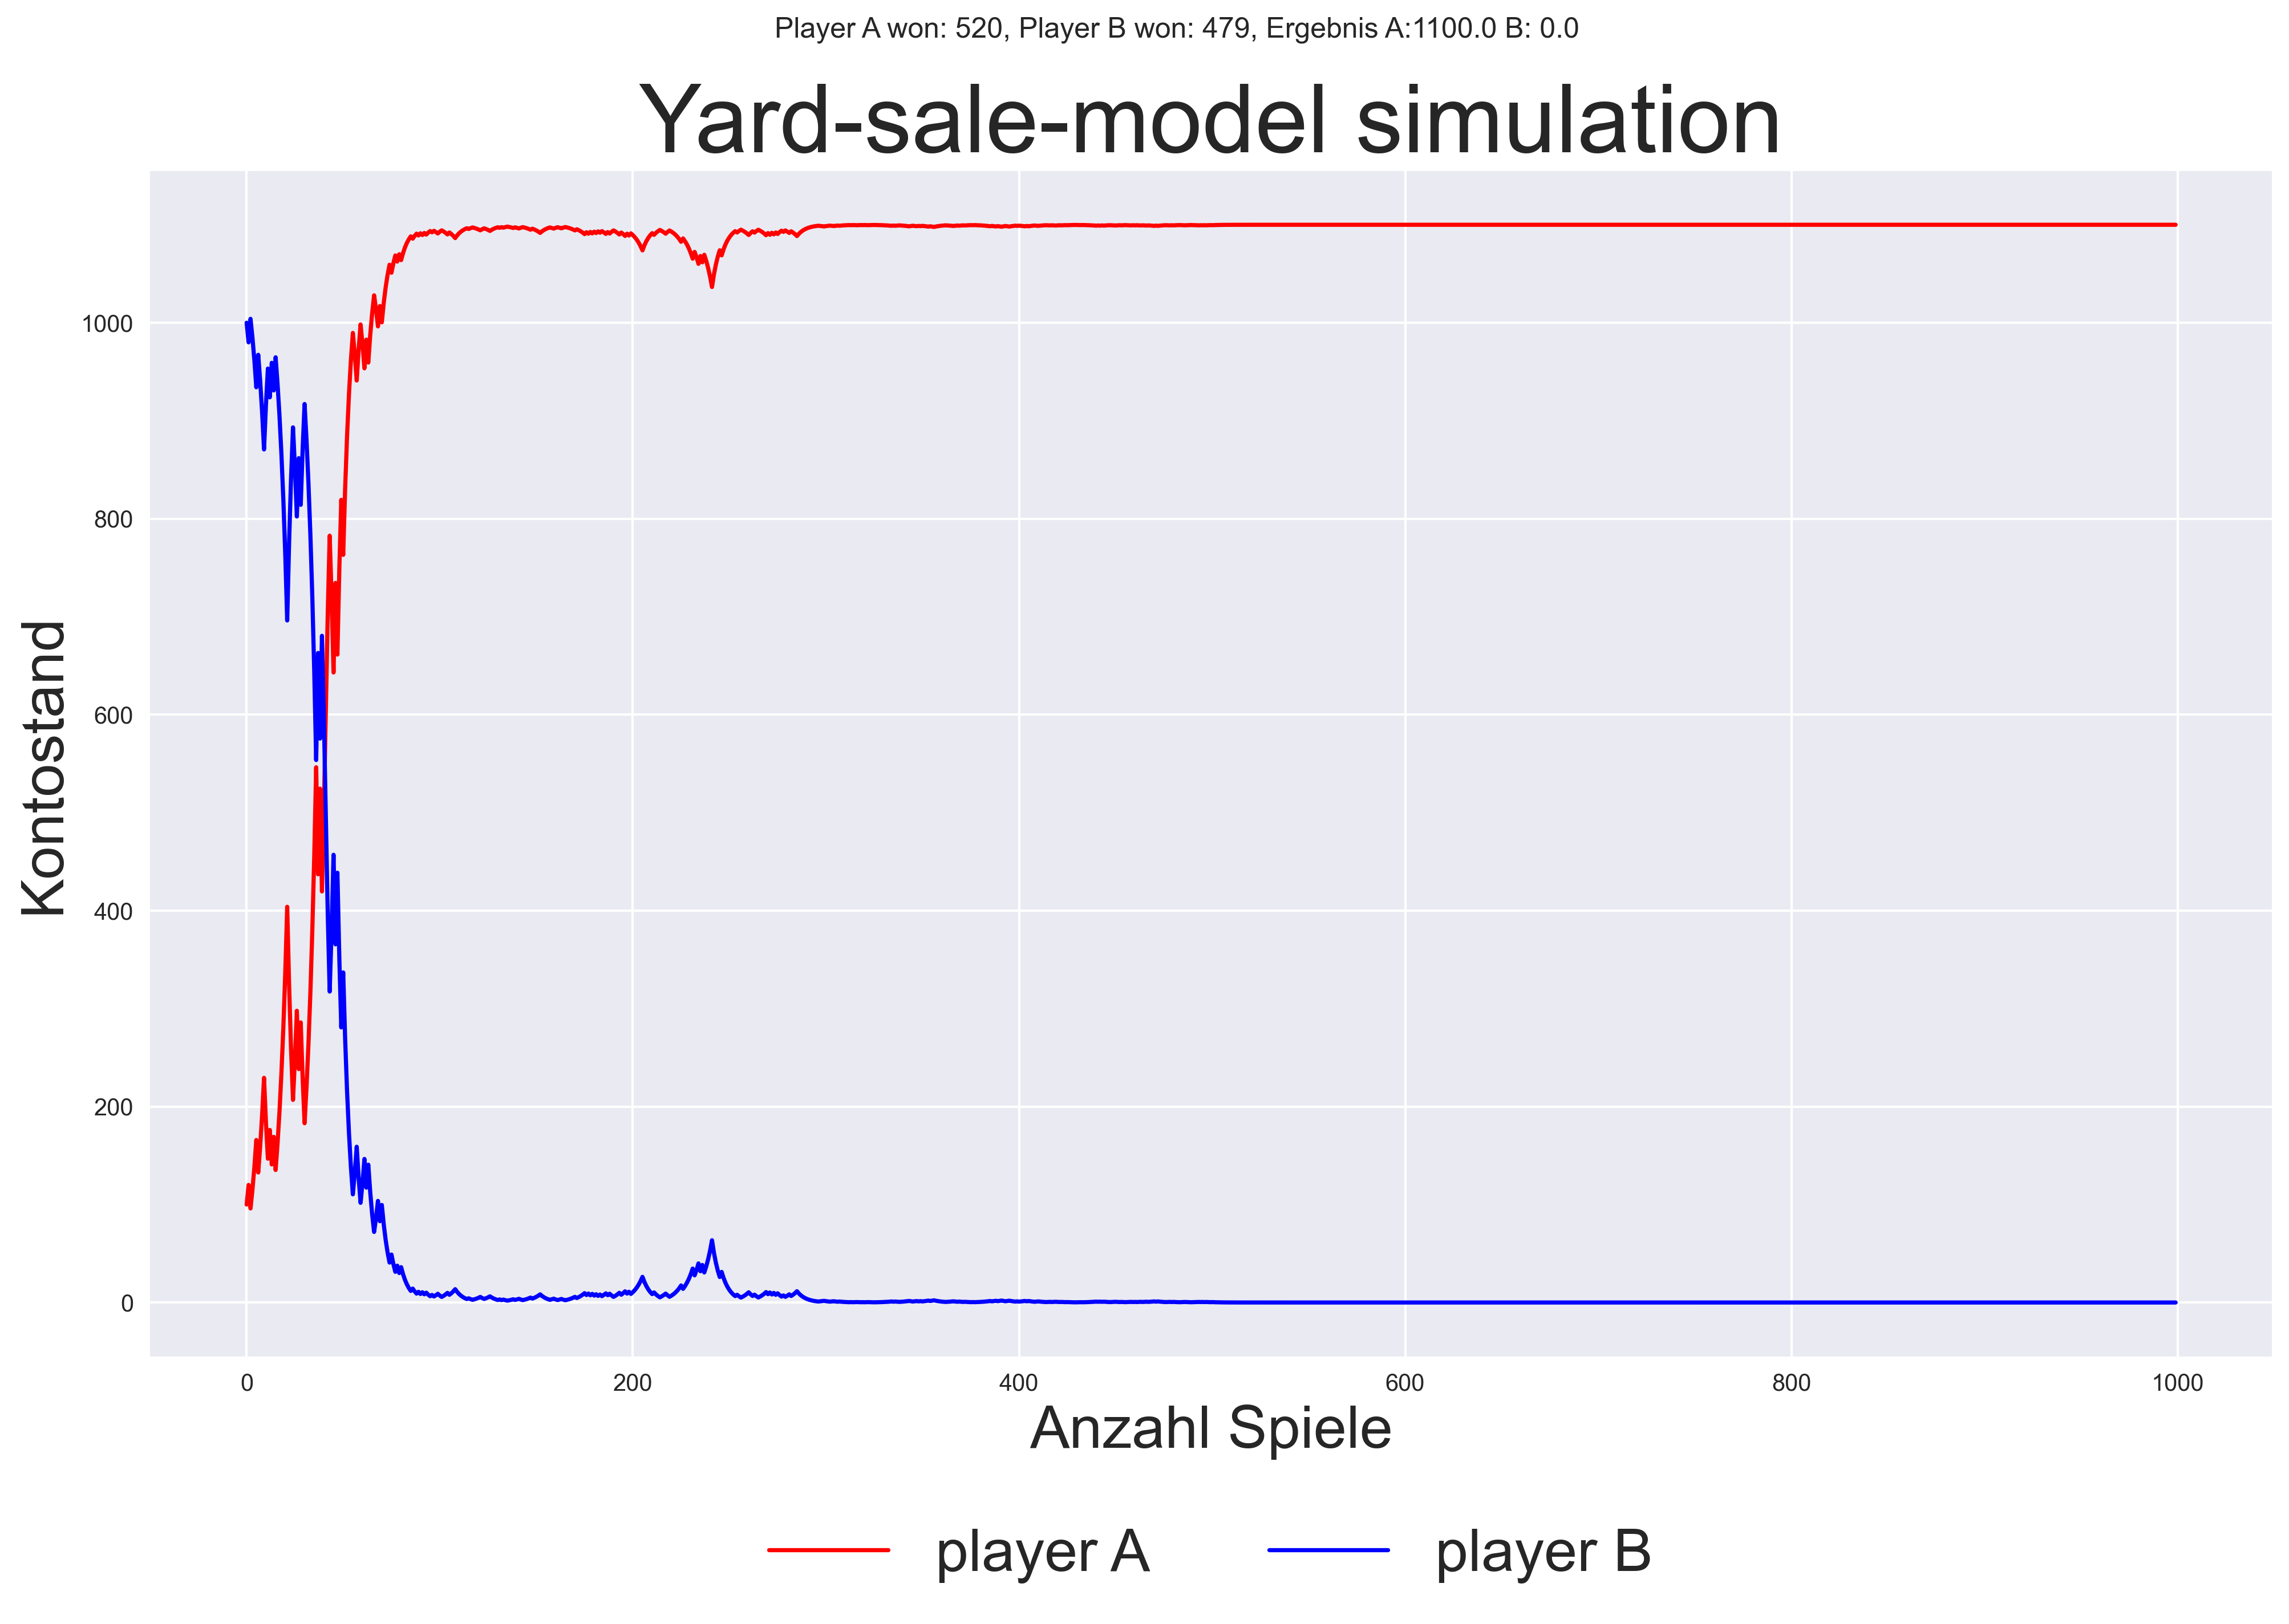 Player A won: 520, Player B won: 479, Ergebnis A:1100.0 B: 0.0
Yard-sale-model simulation
Kontostand
1000
800
600
400
200
0
0 200 400 600 800 1000
Anzahl Spiele
player A player B